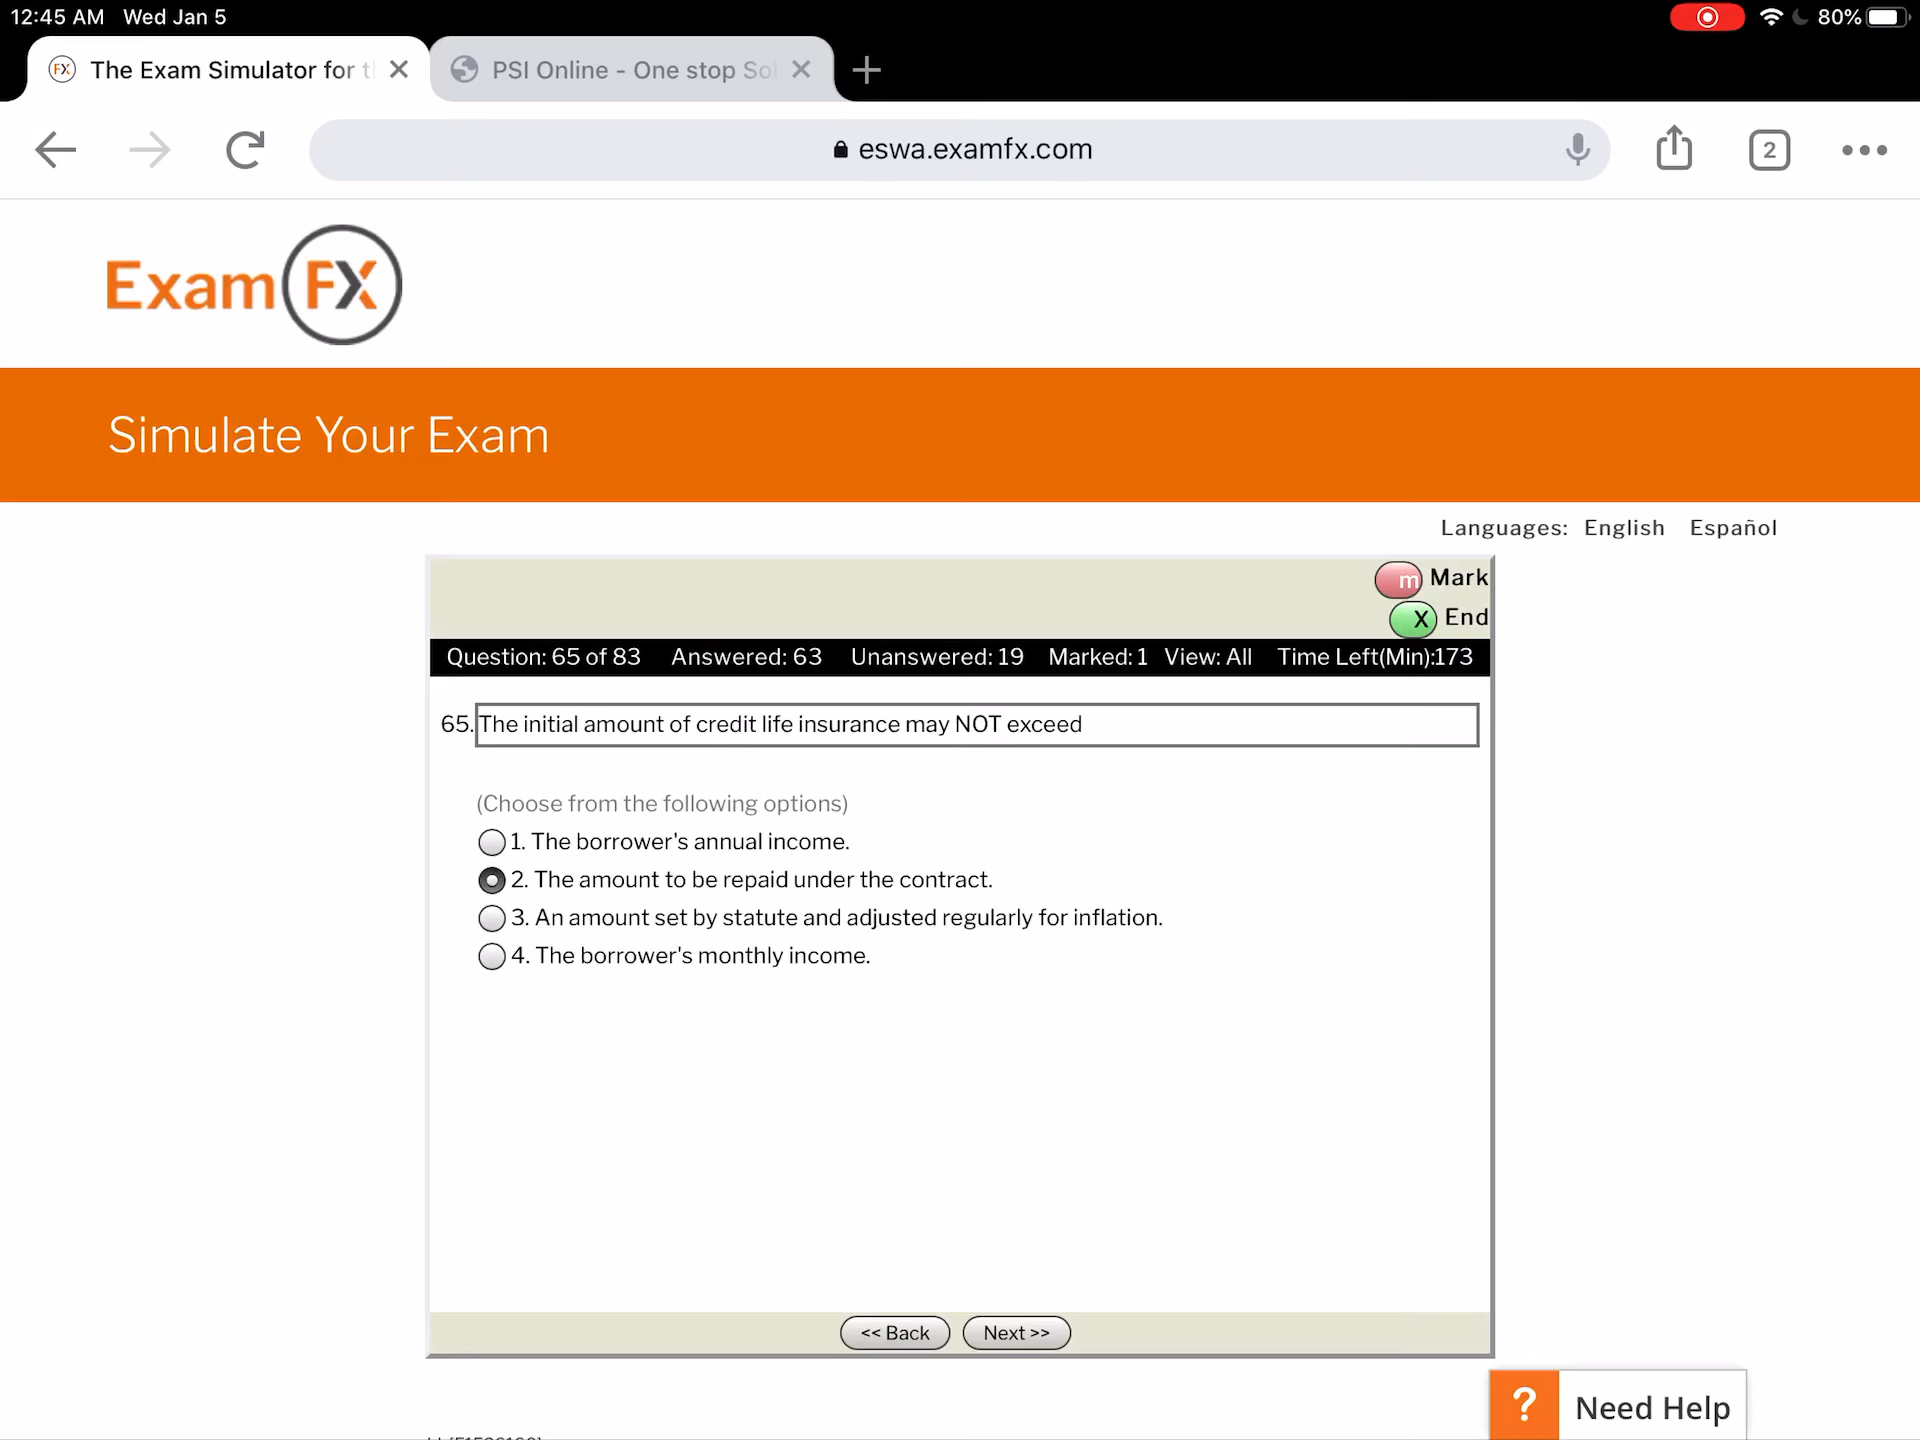 12:45 AM Wed Jan 5
80%
FX The Exam Simulator for t
PSI Online - One stop Sol
eswa.examfx.com
2
Exam FX
Simulate Your Exam
Languages: English Español
m Mark
X End
Question: 65 of 83 Answered: 63 Unanswered: 19 Marked: 1 View: All Time Left(Min):173
65. The initial amount of credit life insurance may NOT exceed
(Choose from the following options)
1. The borrower's annual income.
2. The amount to be repaid under the contract.
3. An amount set by statute and adjusted regularly for inflation.
4. The borrower's monthly income.
<< Back Next >>
? Need Help